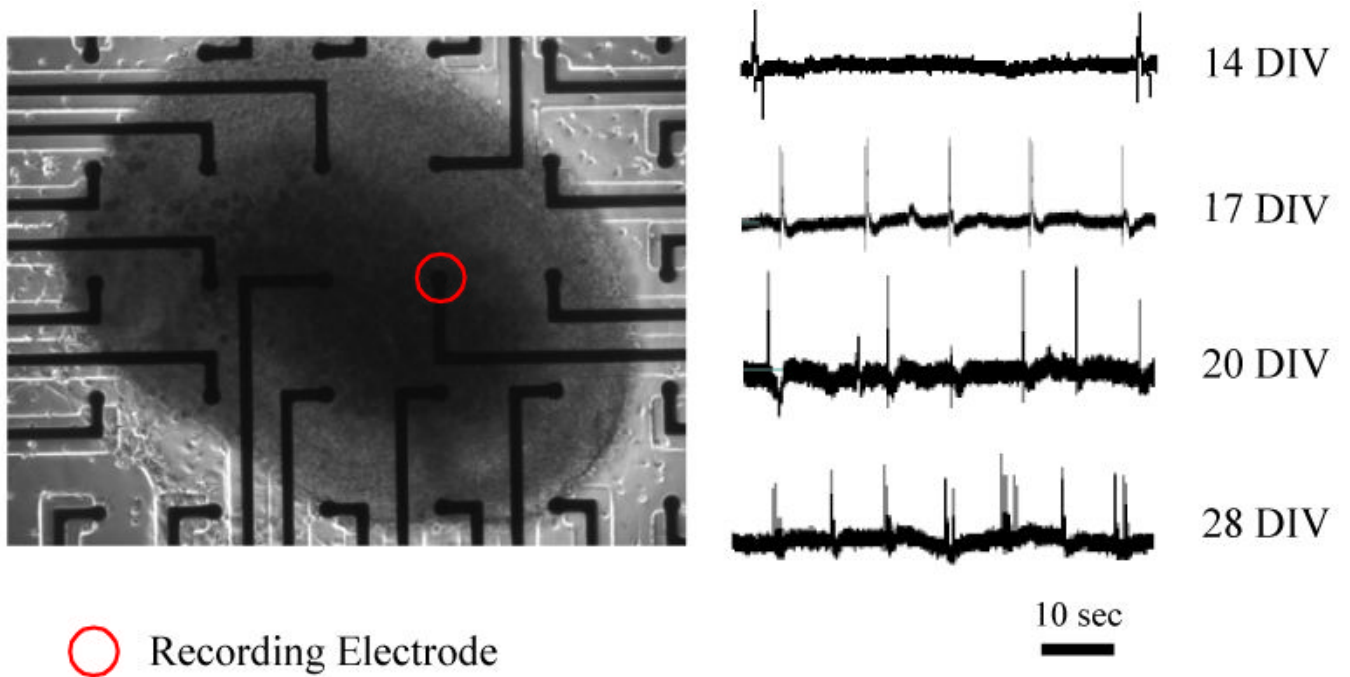 14 DIV
17 DIV
20 DIV
28 DIV
10 sec
Recording Electrode